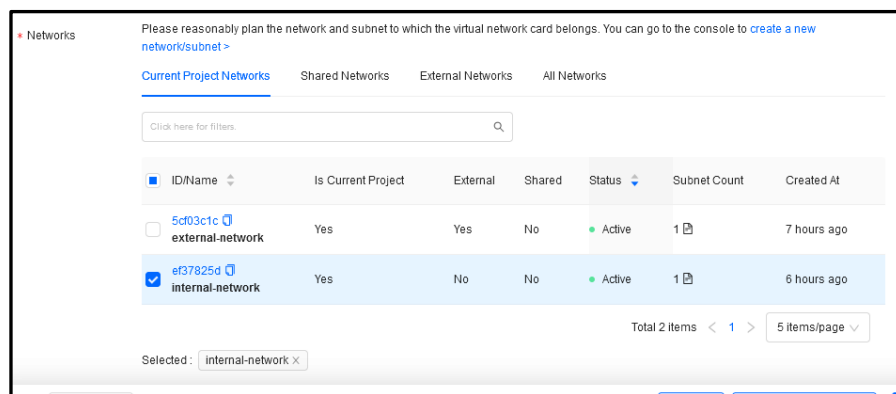 * Networks
Please reasonably plan the network and subnet to which the virtual network card belongs. You can go to the console to create a new
network/subnet >
Current Project Networks Shared Networks External Networks All Networks
Click here for filters.
ID/Name Is Current Project External Shared Status Subnet Count Created At
5cf03c1c
external-network Yes Yes No Active 1 7 hours ago
ef37825d
internal-network Yes No No Active 1 6 hours ago
Total 2 items < 1 > 5 items/page
Selected : internal-network ×